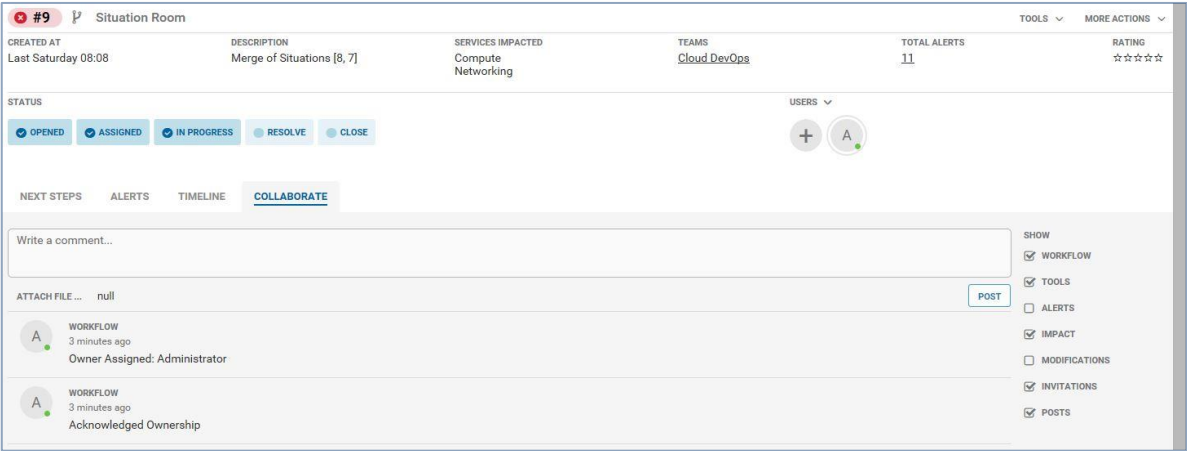 #9 Situation Room
TOOLS MORE ACTIONS
CREATED AT DESCRIPTION SERVICES IMPACTED TEAMS TOTAL ALERTS RATING
Last Saturday 08:08 Merge of Situations [8, 7] Compute Cloud DevOps 11 ☆☆☆☆☆
Networking
STATUS USERS
OPENED ASSIGNED IN PROGRESS RESOLVE CLOSE
+ A
NEXT STEPS ALERTS TIMELINE COLLABORATE
Write a comment...
ATTACH FILE ... null POST
A
WORKFLOW
3 minutes ago
Owner Assigned: Administrator
A
WORKFLOW
3 minutes ago
Acknowledged Ownership
SHOW
WORKFLOW
TOOLS
ALERTS
IMPACT
MODIFICATIONS
INVITATIONS
POSTS